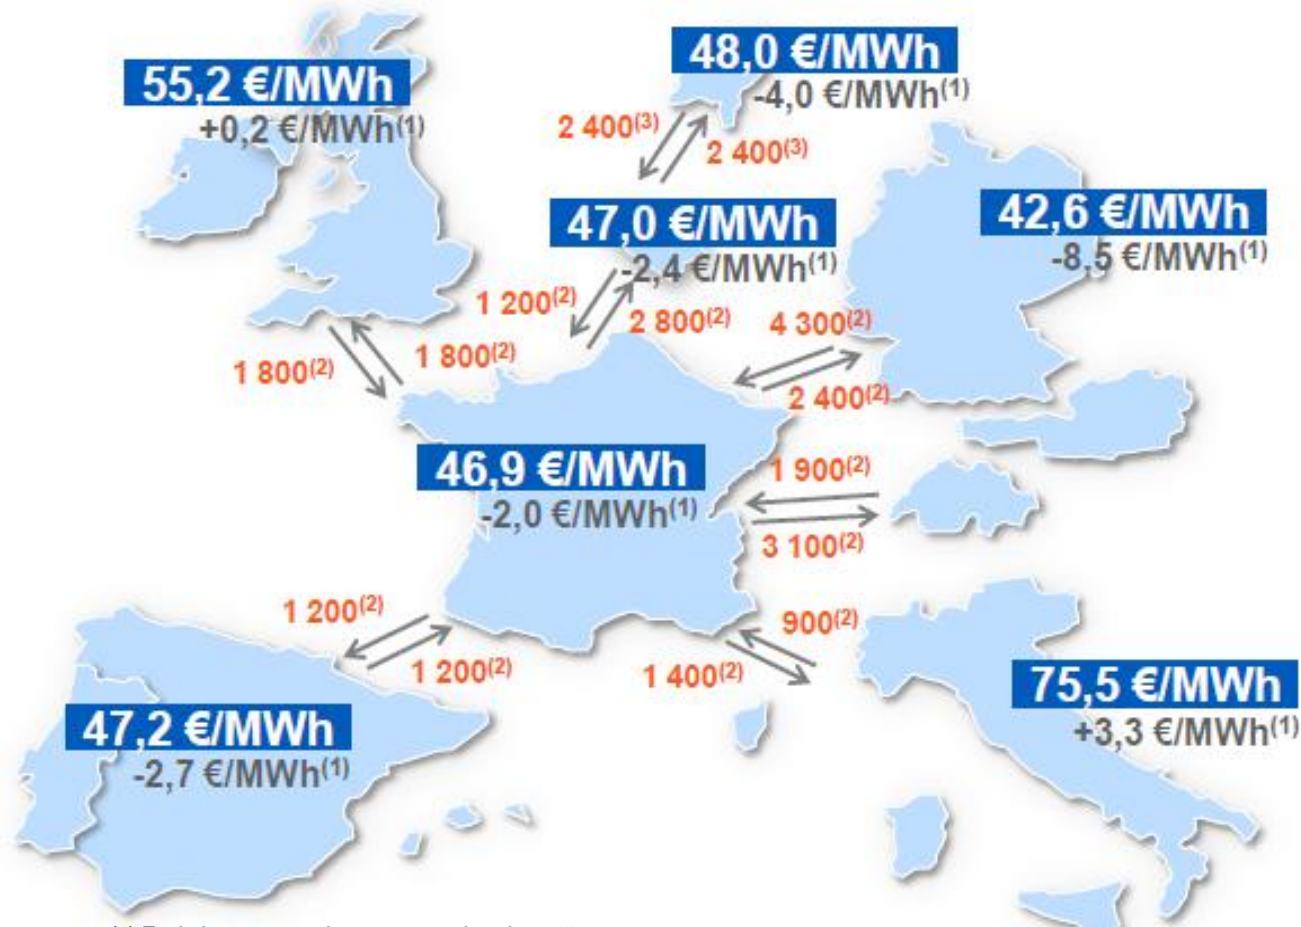 55,2 €/MWh
+0,2 €/MWh(1)
48,0 €/MWh
-4,0 €/MWh(1)
2 400(3)
2 400(3)
47,0 €/MWh
-2,4 €/MWh(1)
42,6 €/MWh
-8,5 €/MWh(1)
1 200(2)
2 800(2)
4 300(2)
2 400(2)
1 800(2)
1 800(2)
46,9 €/MWh
-2,0 €/MWh(1)
1 900(2)
3 100(2)
1 200(2)
1 200(2)
900(2)
1 400(2)
47,2 €/MWh
-2,7 €/MWh(1)
75,5 €/MWh
+3,3 €/MWh(1)